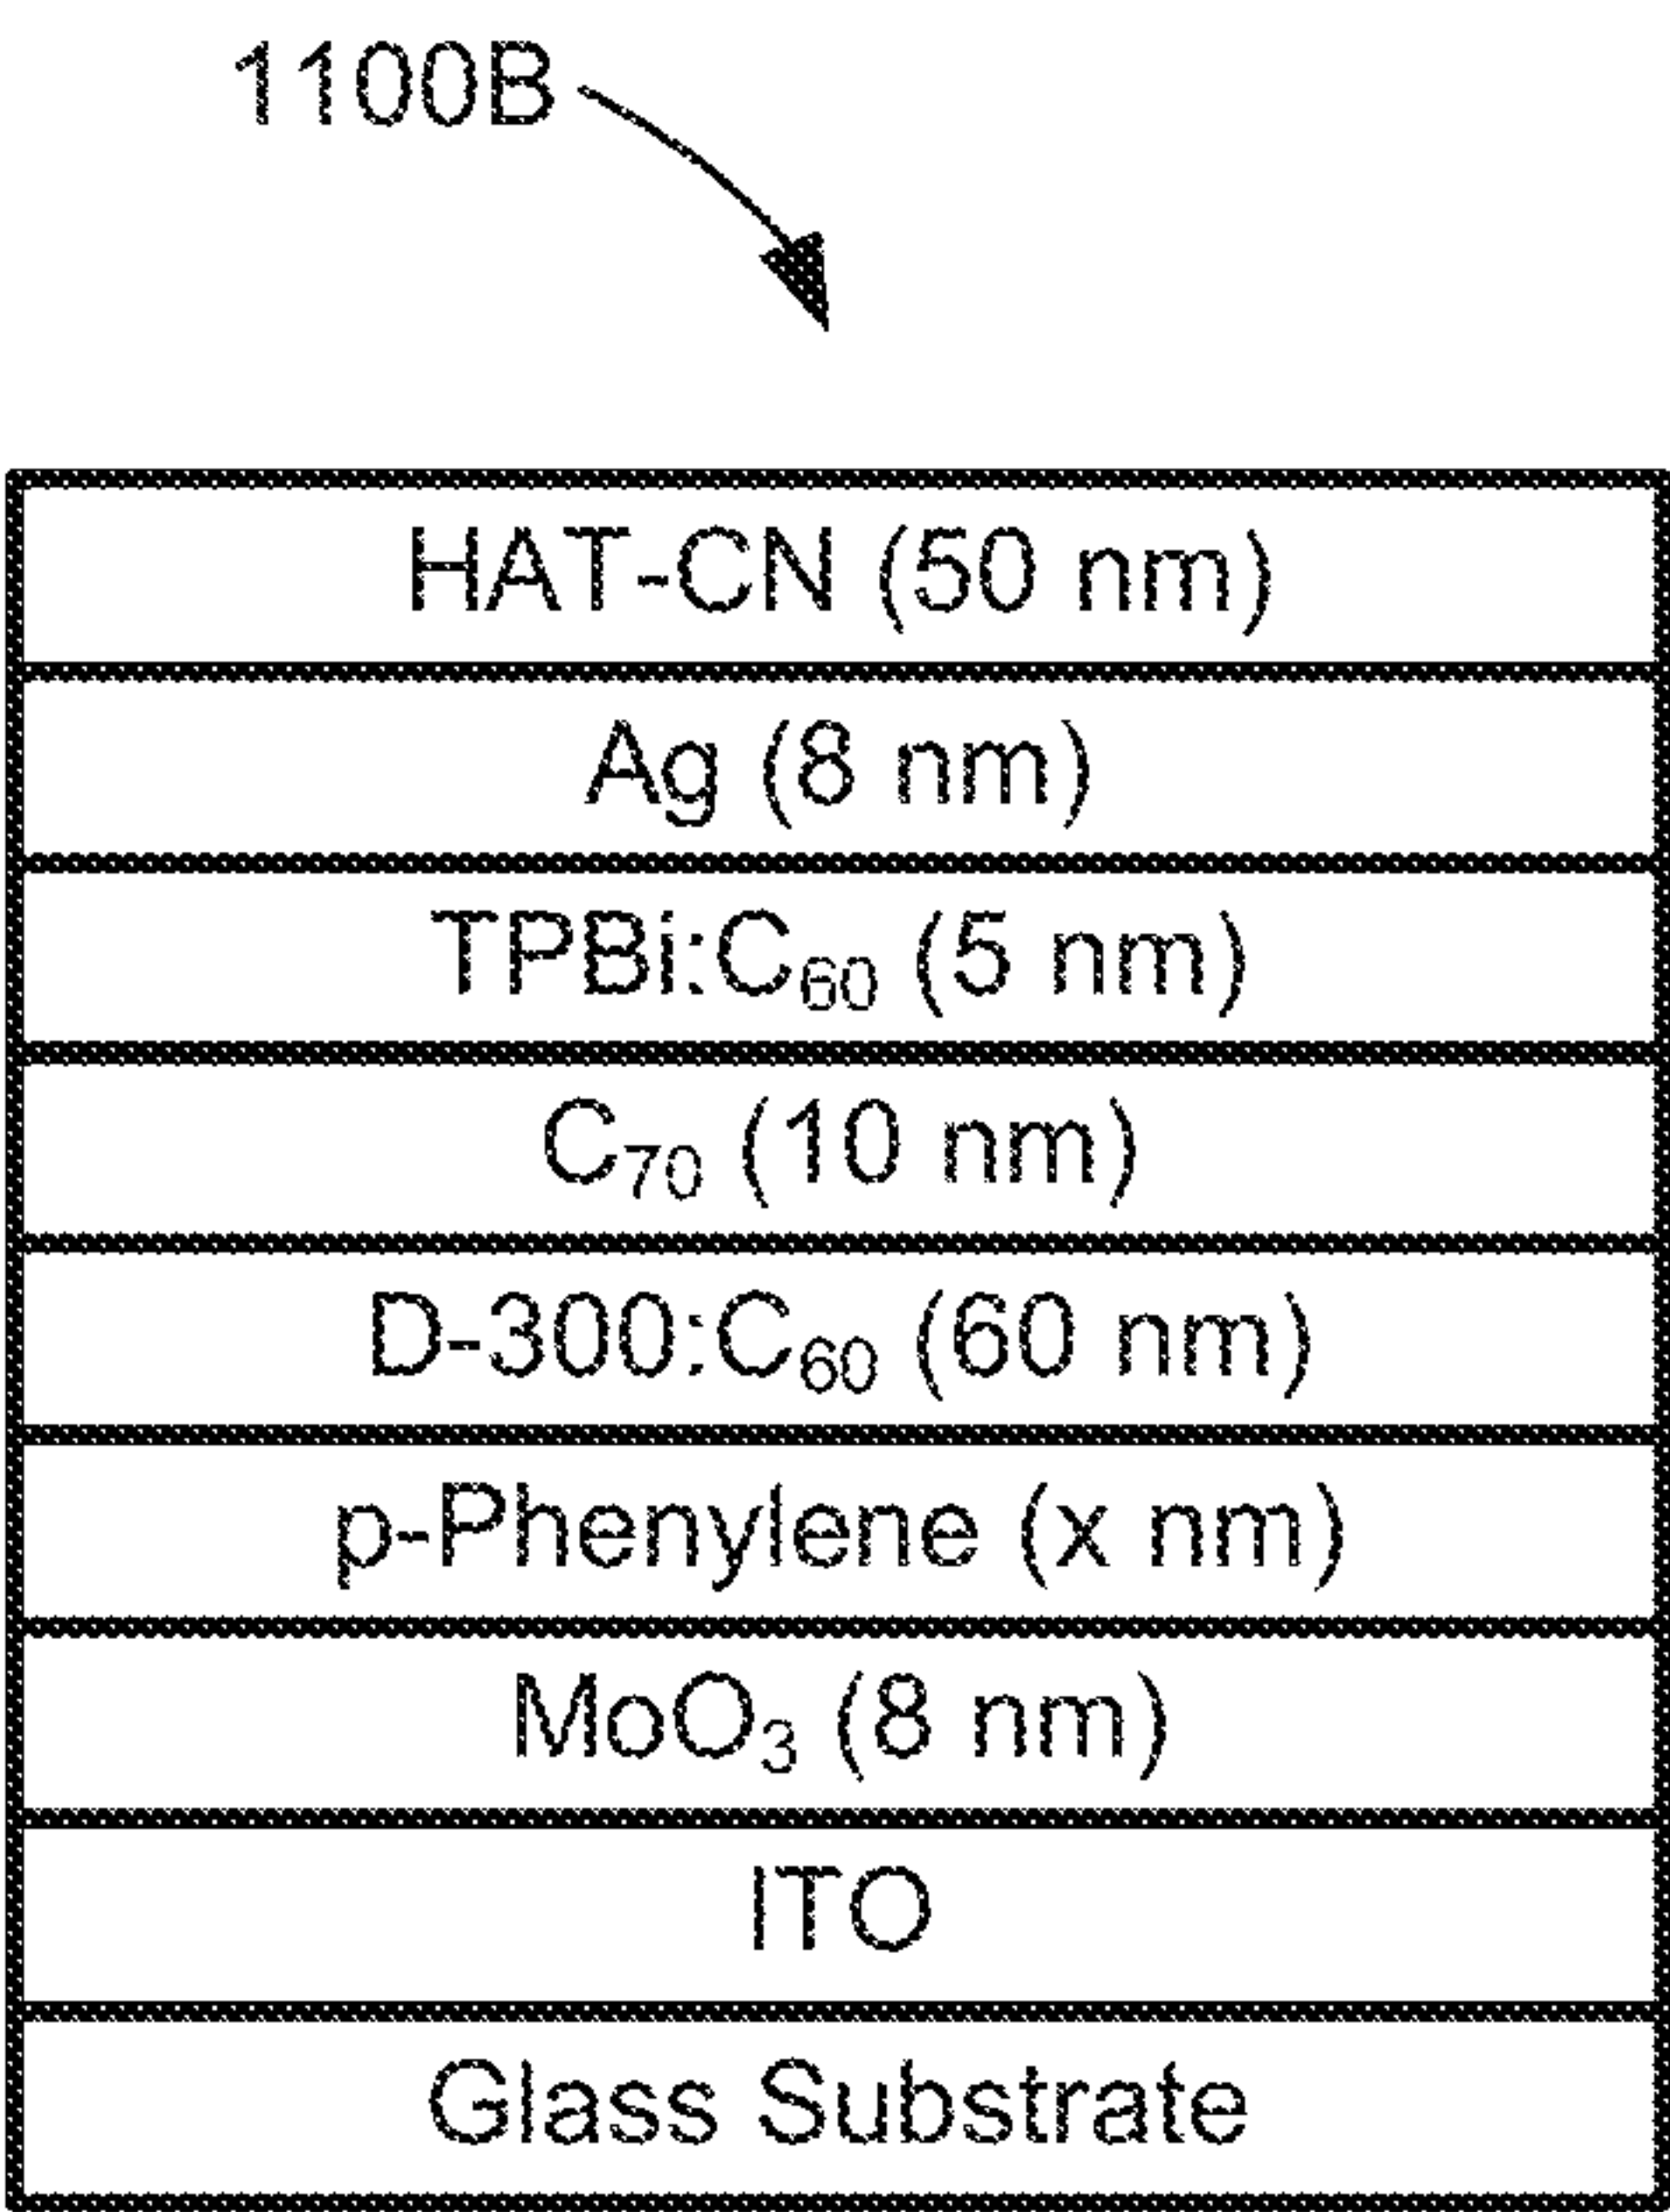 1100B
HAT-CN (50 nm)
Ag (8 nm)
TPBi:C₆₀ (5 nm)
C₇₀ (10 nm)
D-300:C₆₀ (60 nm)
p-Phenylene (x nm)
MoO₃ (8 nm)
ITO
Glass Substrate